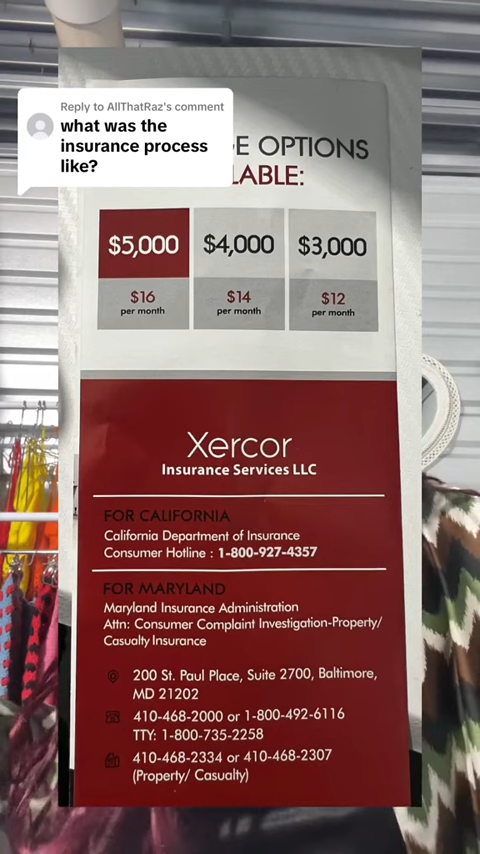 Reply to AllThatRaz's comment
what was the
insurance process
like?
OPTIONS
$5,000 $4,000 $3,000
$16 $14 $12
per month per month per month
Xercor
Insurance Services LLC
FOR CALIFORNIA
California Department of Insurance
Consumer Hotline : 1-800-927-4357
FOR MARYLAND
Maryland Insurance Administration
Attn: Consumer Complaint Investigation-Property/
Casualty Insurance
200 St. Paul Place, Suite 2700, Baltimore,
MD 21202
410-468-2000 or 1-800-492-6116
TTY: 1-800-735-2258
410-468-2334 or 410-468-2307
(Property/ Casualty)